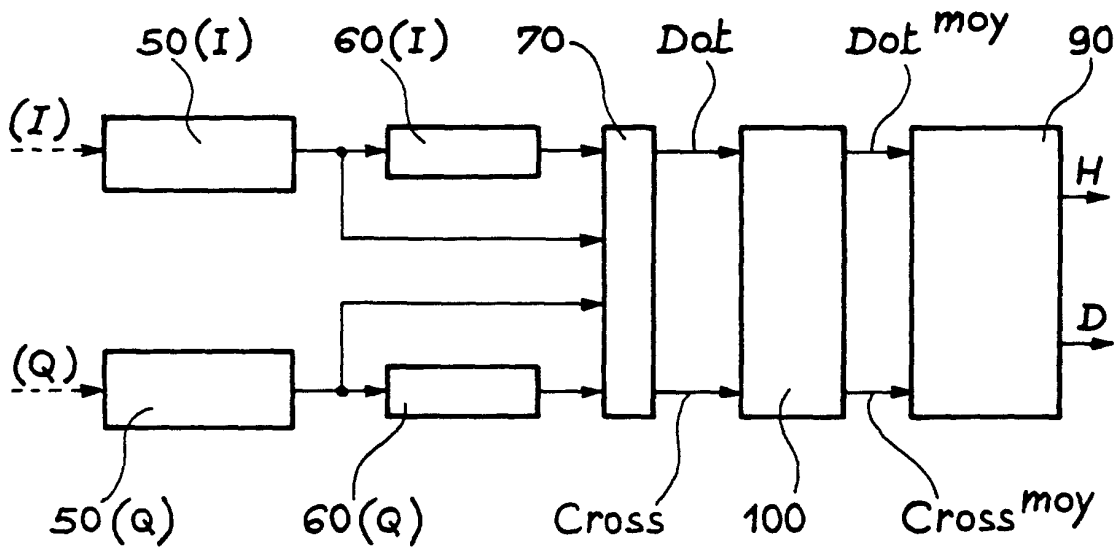 50(I) 60(I) 70 Dot Dot moy 90
(I)
H
D
(Q)
50(Q) 60(Q) Cross 100 Cross moy